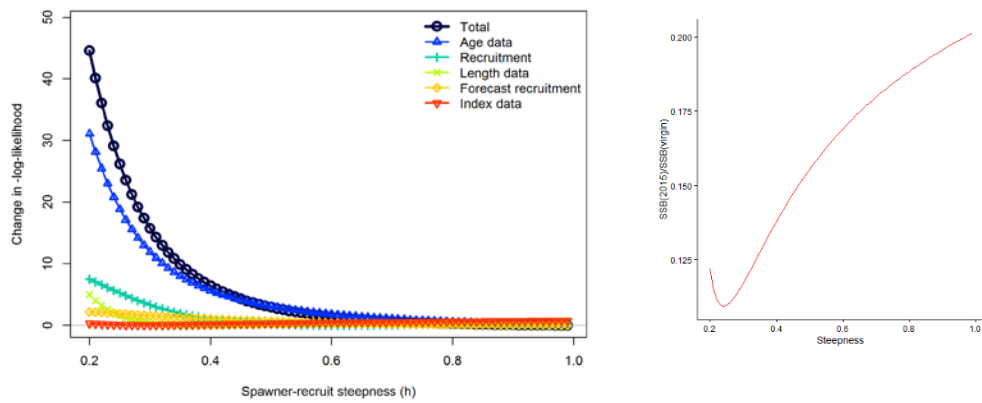 50
40
30
20
10
0
Change in -log-likelihood
Total
Age data
Recruitment
Length data
Forecast recruitment
Index data
0.2 0.4 0.6 0.8 1.0
Spawner-recruit steepness (h)
0.200
0.175
0.150
0.125
SSB(2015)/SSB(virgin)
0.2 0.4 0.6 0.8 1.0
Steepness